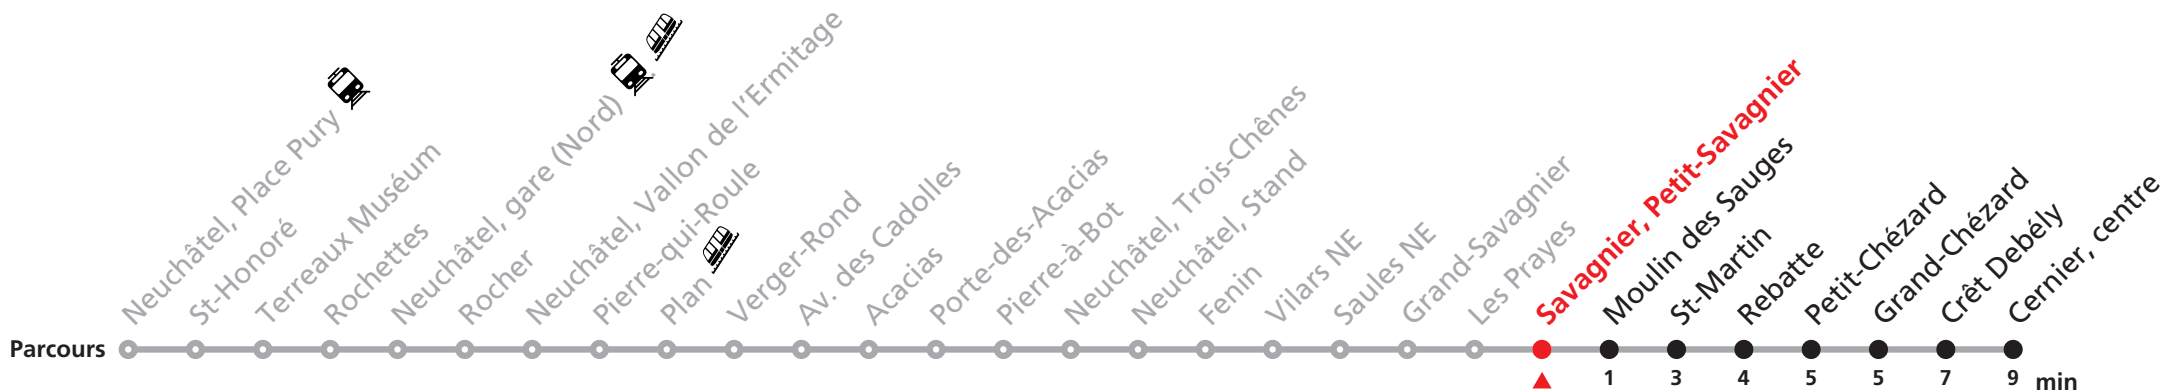 Neuchâtel, Place Pury
St-Honoré
Terreaux Muséum
Rochettes
Neuchâtel, gare (Nord)
Rocher
Neuchâtel, Vallon de l'Ermitage
Pierre-qui-Roule
Plan
Verger-Rond
Av. des Cadolles
Acacias
Porte-des-Acacias
Pierre-à-Bot
Neuchâtel, Trois-Chênes
Neuchâtel, Stand
Fenin
Vilars NE
Saules NE
Grand-Savagnier
Les Prayes
Savagnier, Petit-Savagnier
Moulin des Sauges
St-Martin
Rebatte
Petit-Chézard
Grand-Chézard
Crêt Debély
Cernier, centre
Parcours
1 3 4 5 5 7 9 min